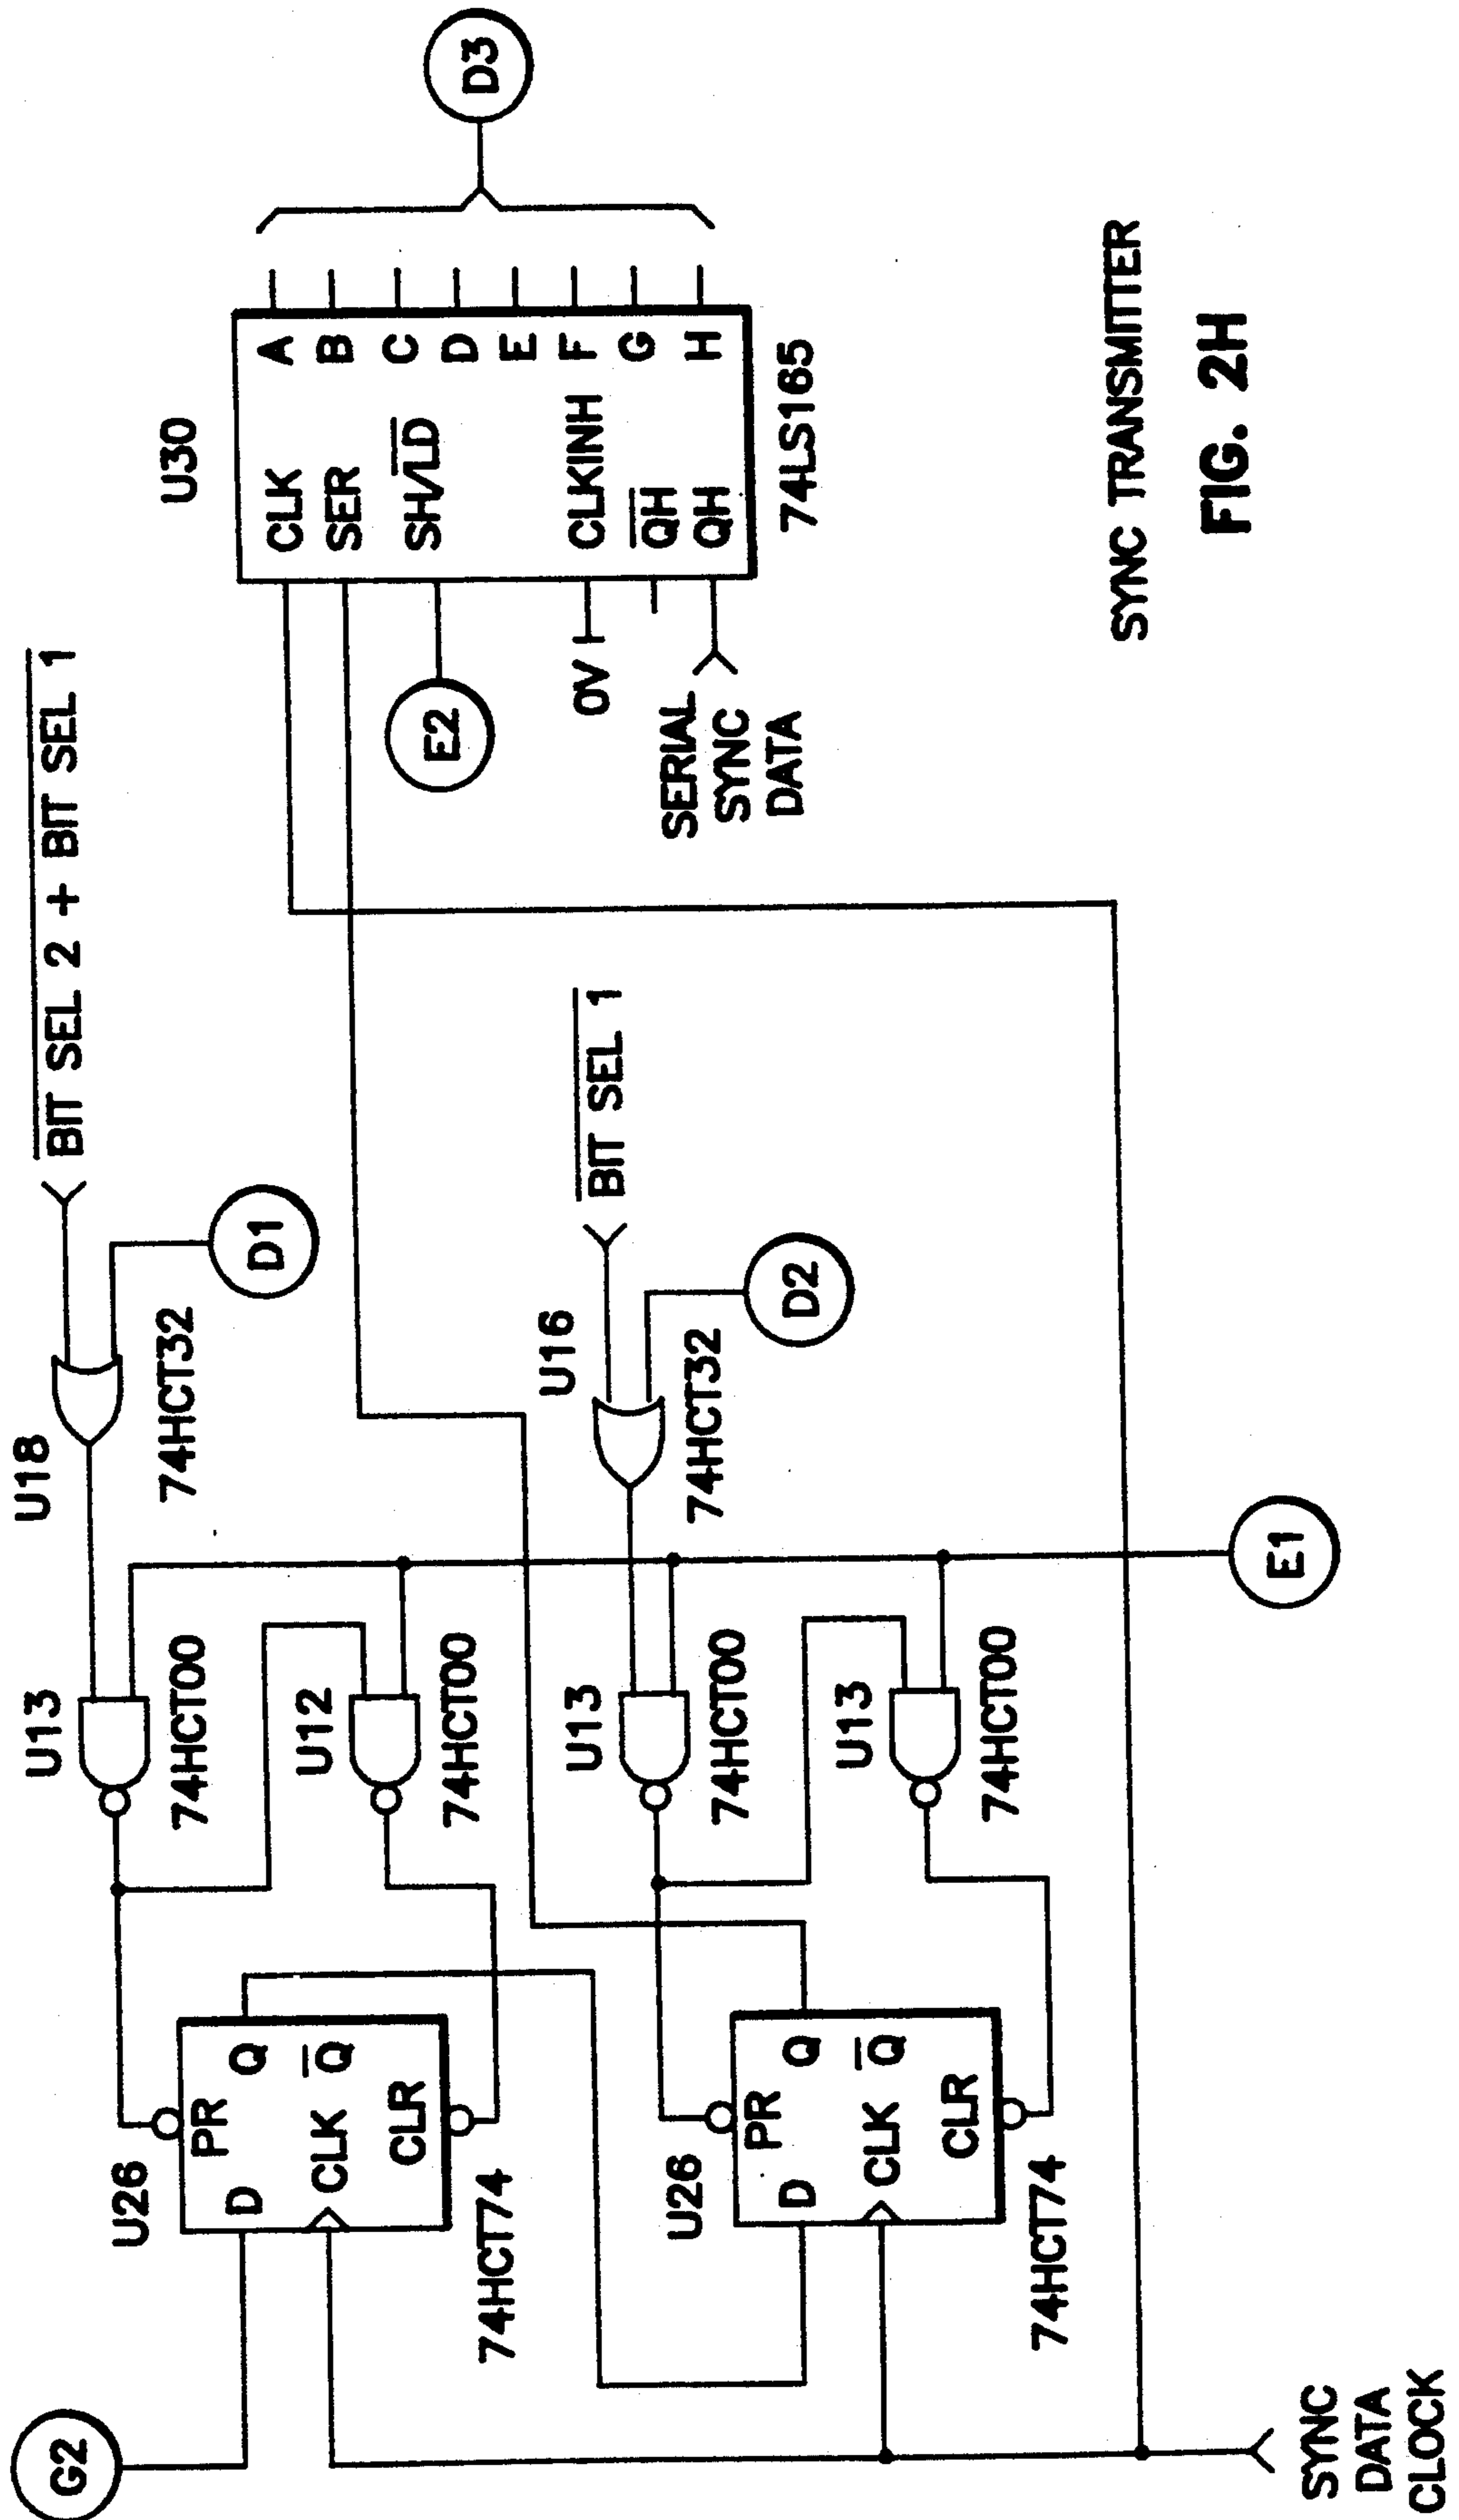 G2
U26
D
PR
Q
CLK
Q
CLR
74HCT74
U13
74HCT00
U12
74HCT00
U18
74HCT32
BIT SEL 2 + BIT SEL 1
D1
U26
D
PR
Q
CLK
Q
CLR
74HCT74
U13
74HCT00
U13
74HCT00
U16
74HCT32
BIT SEL 1
D2
E1
SYNC
DATA
CLOCK
U30
CLK A
SER B
SH/LD C
D
E
CLKINH F
QH G
QH H
74LS165
E2
0V
SERIAL
SYNC
DATA
D3
SYNC TRANSMITTER
FIG. 2H